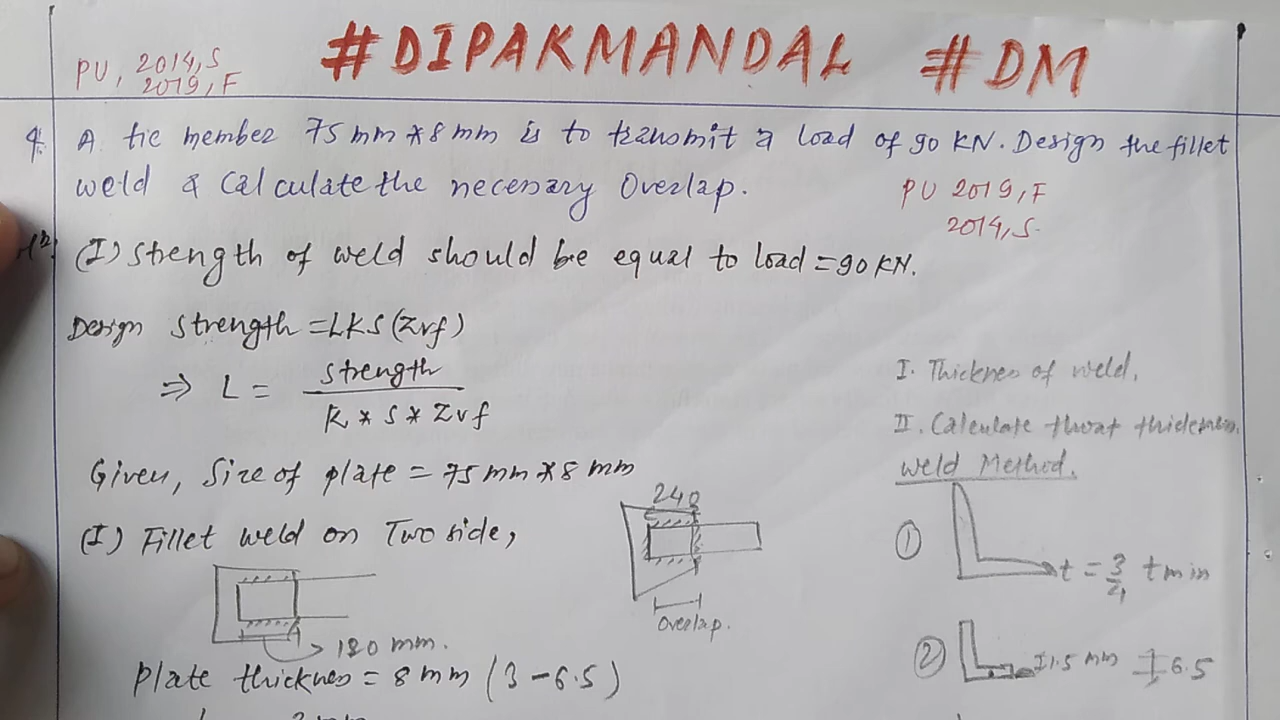 #DIPAKMANDAL #DM
PU, 2014,S
2019,F
Q. A tie member 75 mm * 8 mm is to transmit a load of 90 KN. Design the fillet
weld & Calculate the necessary Overlap.
PU 2019,F
2014,S
(I) Strength of weld should be equal to load = 90 KN.
Design strength = LKS(Zvf)
⇒ L = strength
K * S * Zvf
Given, Size of plate = 75 mm * 8 mm
(I) Fillet weld on Two side,
240
Overlap.
180 mm.
Plate thickness = 8 mm (3-6.5)
I. Thickness of weld.
II. Calculate throat thickness.
Weld Method.
① t = 3/4 t min
② 1.5 mm 6.5